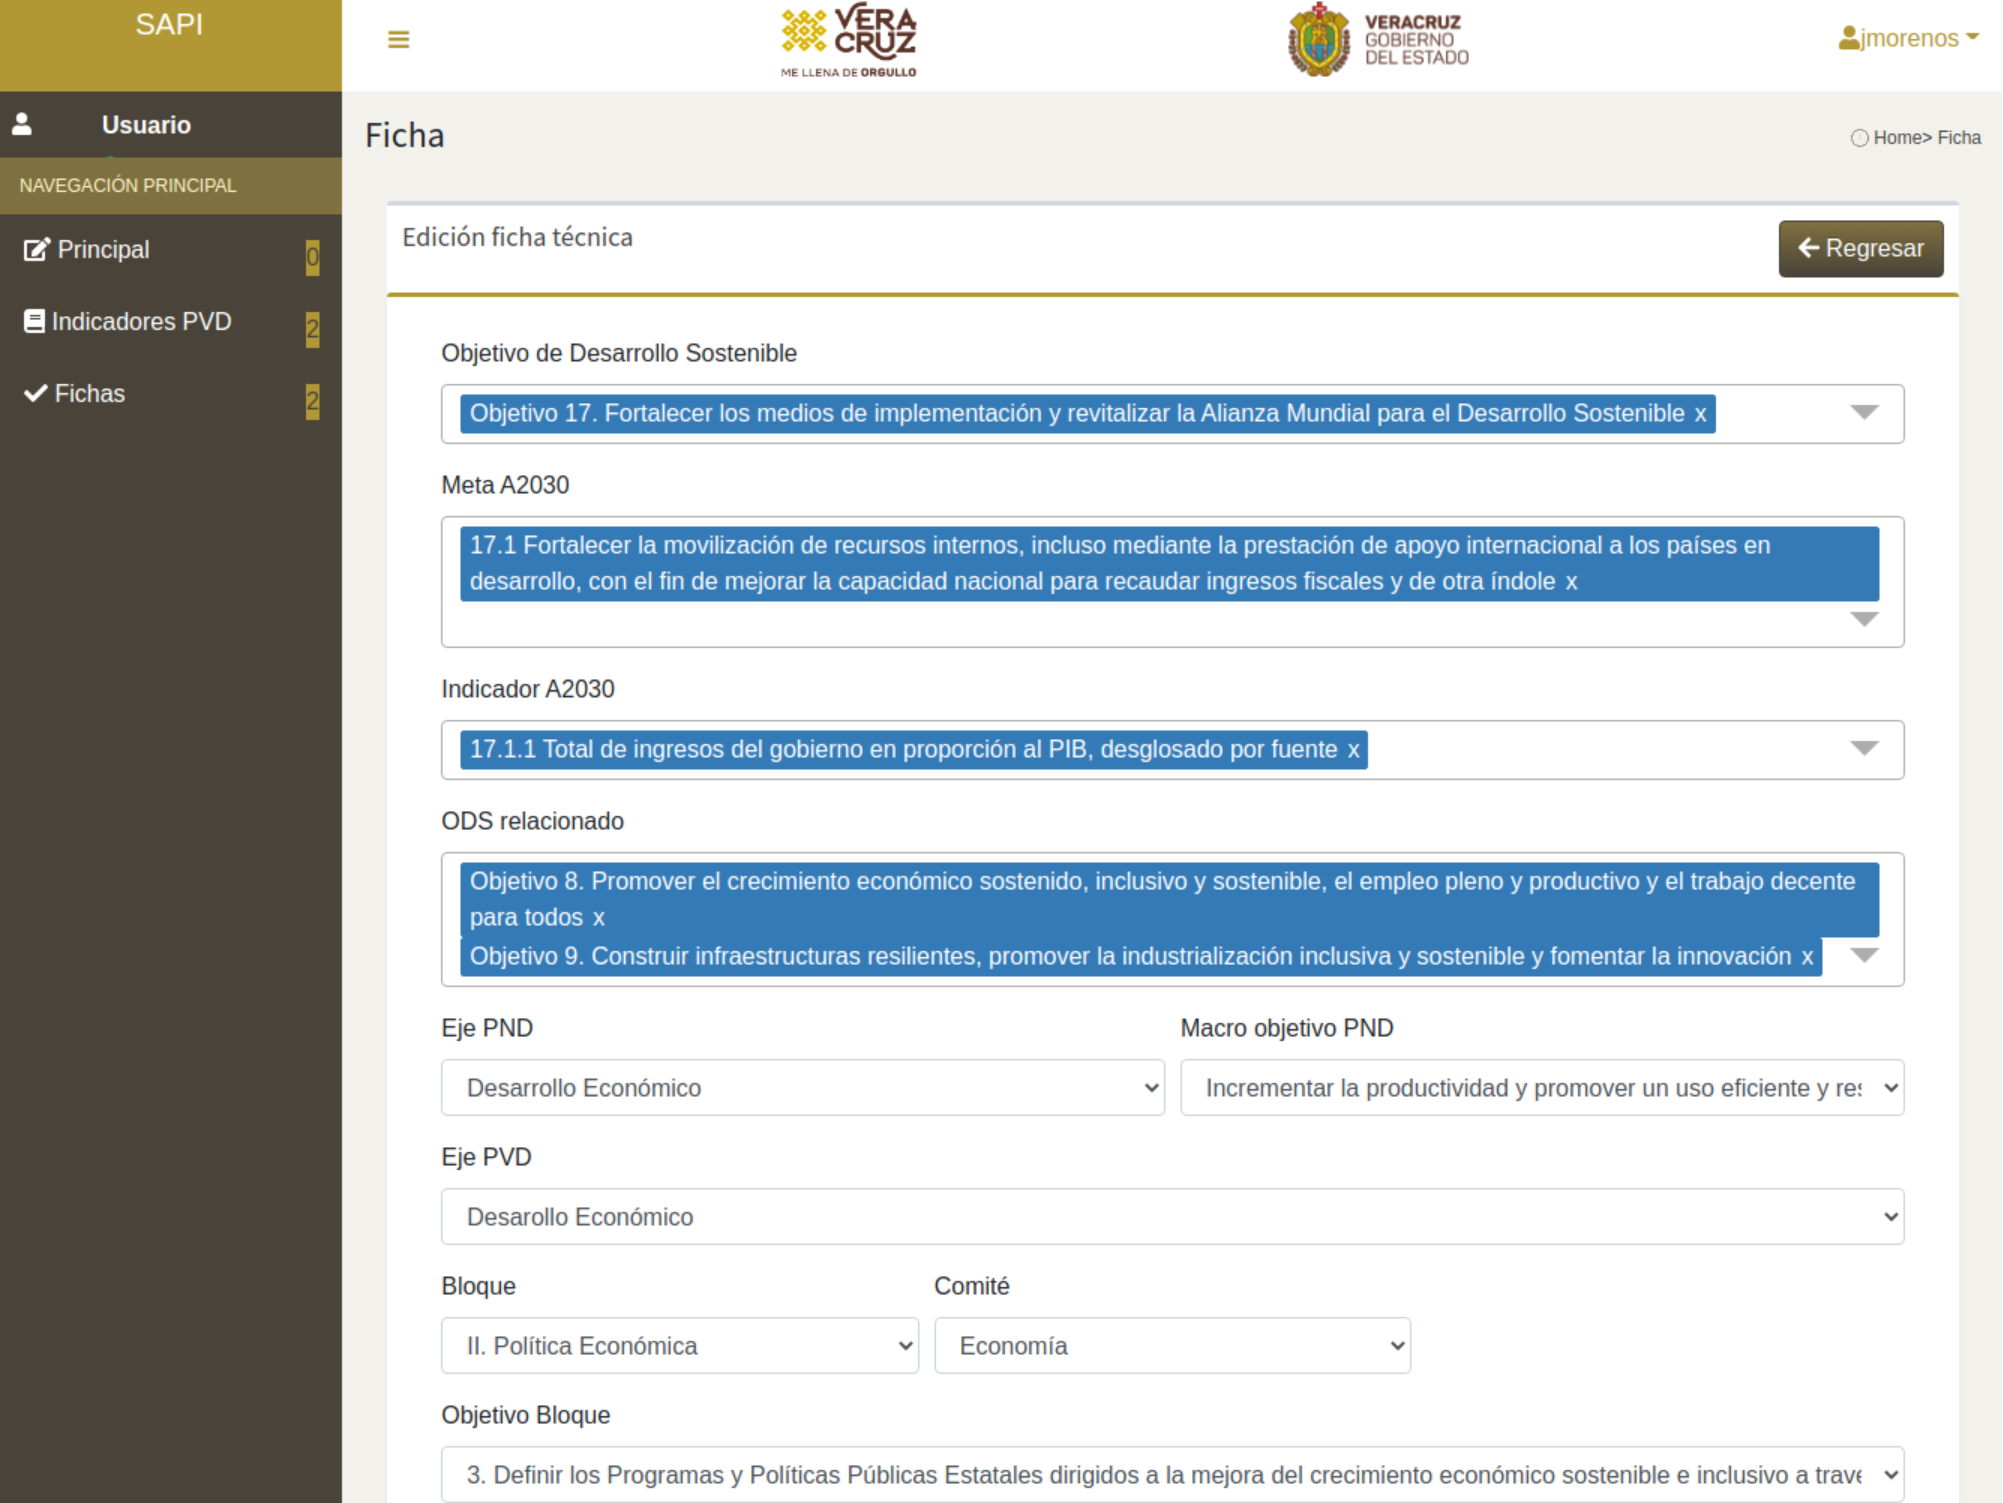 SAPI
VERA
CRUZ
ME LLENA DE ORGULLO
VERACRUZ
GOBIERNO
DEL ESTADO
jmorenos
Usuario
NAVEGACIÓN PRINCIPAL
Principal
0
Indicadores PVD
2
Fichas
2
Ficha
Home> Ficha
Edición ficha técnica
Regresar
Objetivo de Desarrollo Sostenible
Objetivo 17. Fortalecer los medios de implementación y revitalizar la Alianza Mundial para el Desarrollo Sostenible x
Meta A2030
17.1 Fortalecer la movilización de recursos internos, incluso mediante la prestación de apoyo internacional a los países en
desarrollo, con el fin de mejorar la capacidad nacional para recaudar ingresos fiscales y de otra índole x
Indicador A2030
17.1.1 Total de ingresos del gobierno en proporción al PIB, desglosado por fuente x
ODS relacionado
Objetivo 8. Promover el crecimiento económico sostenido, inclusivo y sostenible, el empleo pleno y productivo y el trabajo decente
para todos x
Objetivo 9. Construir infraestructuras resilientes, promover la industrialización inclusiva y sostenible y fomentar la innovación x
Eje PND
Macro objetivo PND
Desarrollo Económico
Incrementar la productividad y promover un uso eficiente y res
Eje PVD
Desarollo Económico
Bloque
Comité
II. Política Económica
Economía
Objetivo Bloque
3. Definir los Programas y Políticas Públicas Estatales dirigidos a la mejora del crecimiento económico sostenible e inclusivo a trave